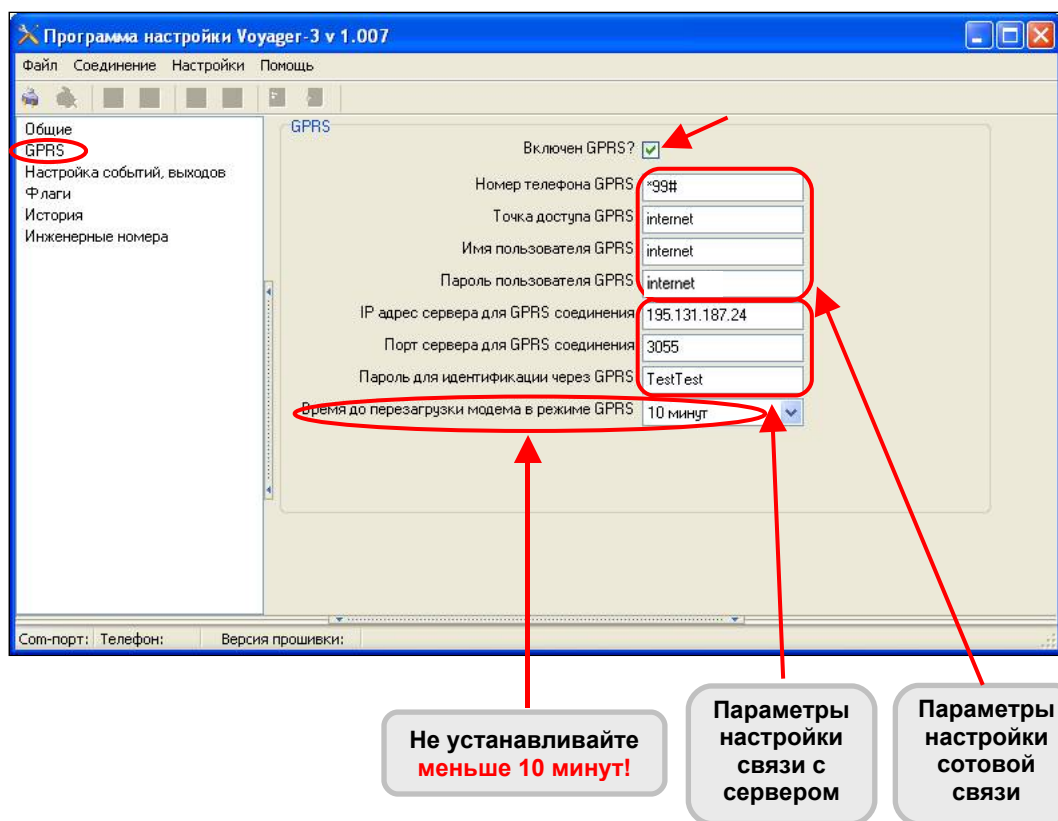 Программа настройки Voyager-3 v 1.007
Файл Соединение Настройки Помощь
Общие
GPRS
Настройка событий, выходов
Флаги
История
Инженерные номера
GPRS
Включен GPRS?
Номер телефона GPRS *99#
Точка доступа GPRS internet
Имя пользователя GPRS internet
Пароль пользователя GPRS internet
IP адрес сервера для GPRS соединения 195.131.187.24
Порт сервера для GPRS соединения 3055
Пароль для идентификации через GPRS TestTest
Время до перезагрузки модема в режиме GPRS 10 минут
Com-порт: Телефон: Версия прошивки:
Не устанавливайте
меньше 10 минут!
Параметры
настройки
связи с
сервером
Параметры
настройки
сотовой
связи